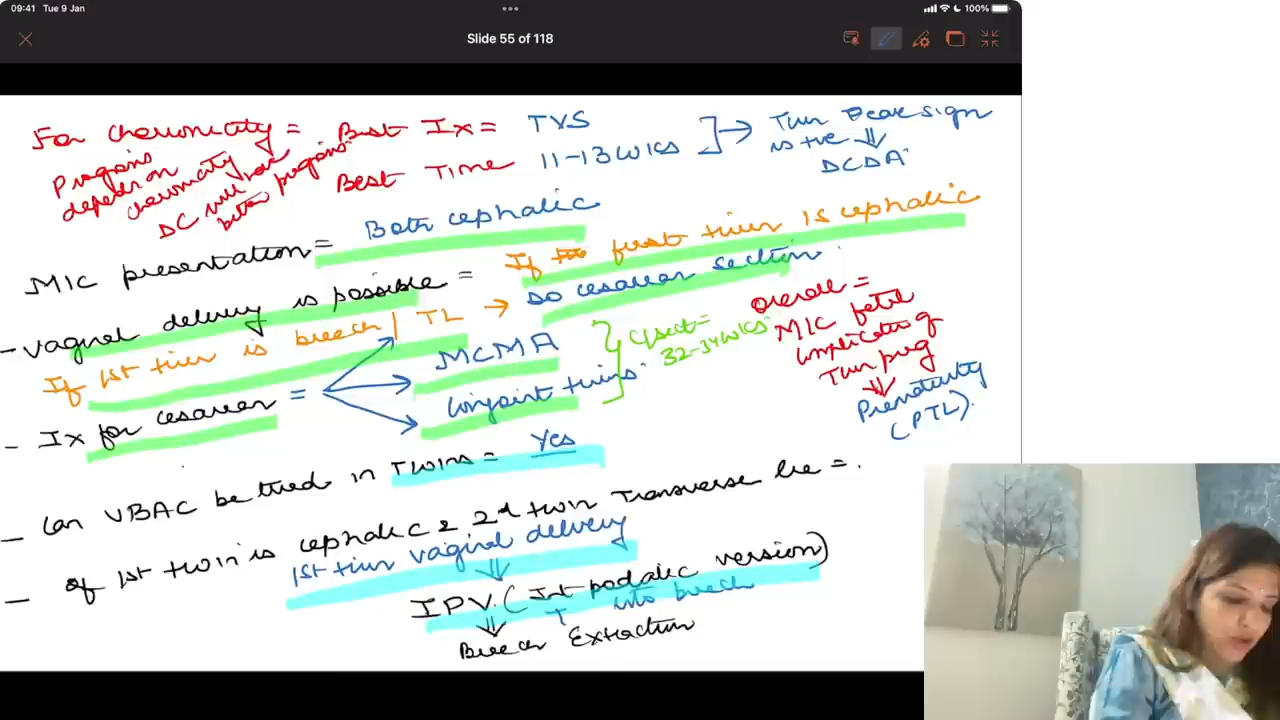 09:41 Tue 9 Jan
100%
Slide 55 of 118
For Chorionicity = Best Ix = TVS
Best Time 11-13 WKS
Twin Peak sign
is +ve
DCDA
Prognosis
depends on
chorionicity
DC will have
better prognosis
MIC presentation = Both cephalic
- Vaginal delivery is possible = If first twin is cephalic
If 1st twin is breech / TL → so cesarean section
- Ix for cesarean = MCMA
Conjoint twins
C/sect =
32-34 WKS
Overall =
MIC fetal
complication of
Twin preg
Prematurity
(PTL).
- Can VBAC be tried in Twins = Yes
- If 1st twin is cephalic & 2nd twin Transverse lie =
1st twin vaginal delivery
IPV (Int podalic version)
into breech
Breech Extraction